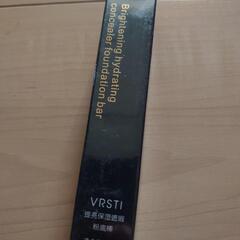 Brightening hydrating
concealer foundation bar
VRSTI
提亮保湿遮瑕
粉底棒